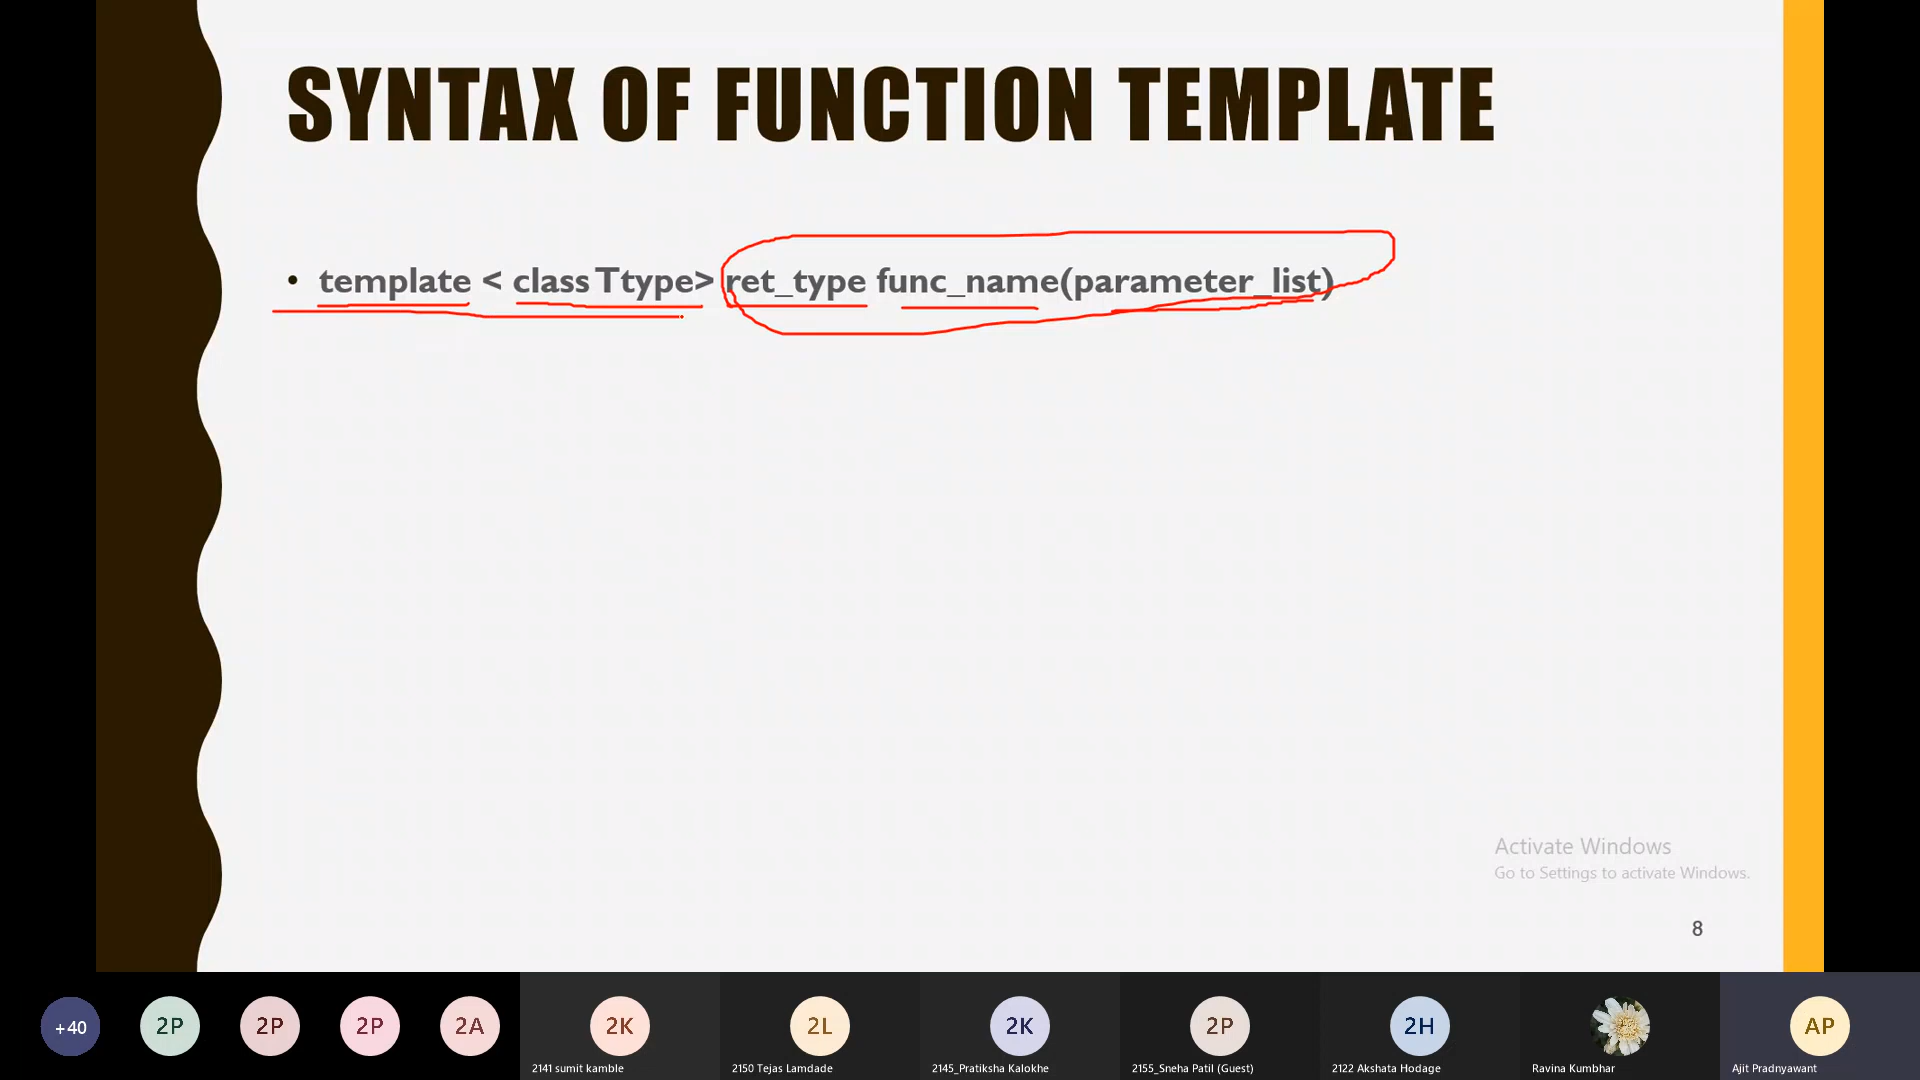 SYNTAX OF FUNCTION TEMPLATE
• template < class Ttype> ret_type func_name(parameter_list)
Activate Windows
Go to Settings to activate Windows.
8
+40
2P
2P
2P
2A
2K
2L
2K
2P
2H
AP
2141 sumit kamble
2150 Tejas Lamdade
2145_Pratiksha Kalokhe
2155_Sneha Patil (Guest)
2122 Akshata Hodage
Ravina Kumbhar
Ajit Pradnyawant